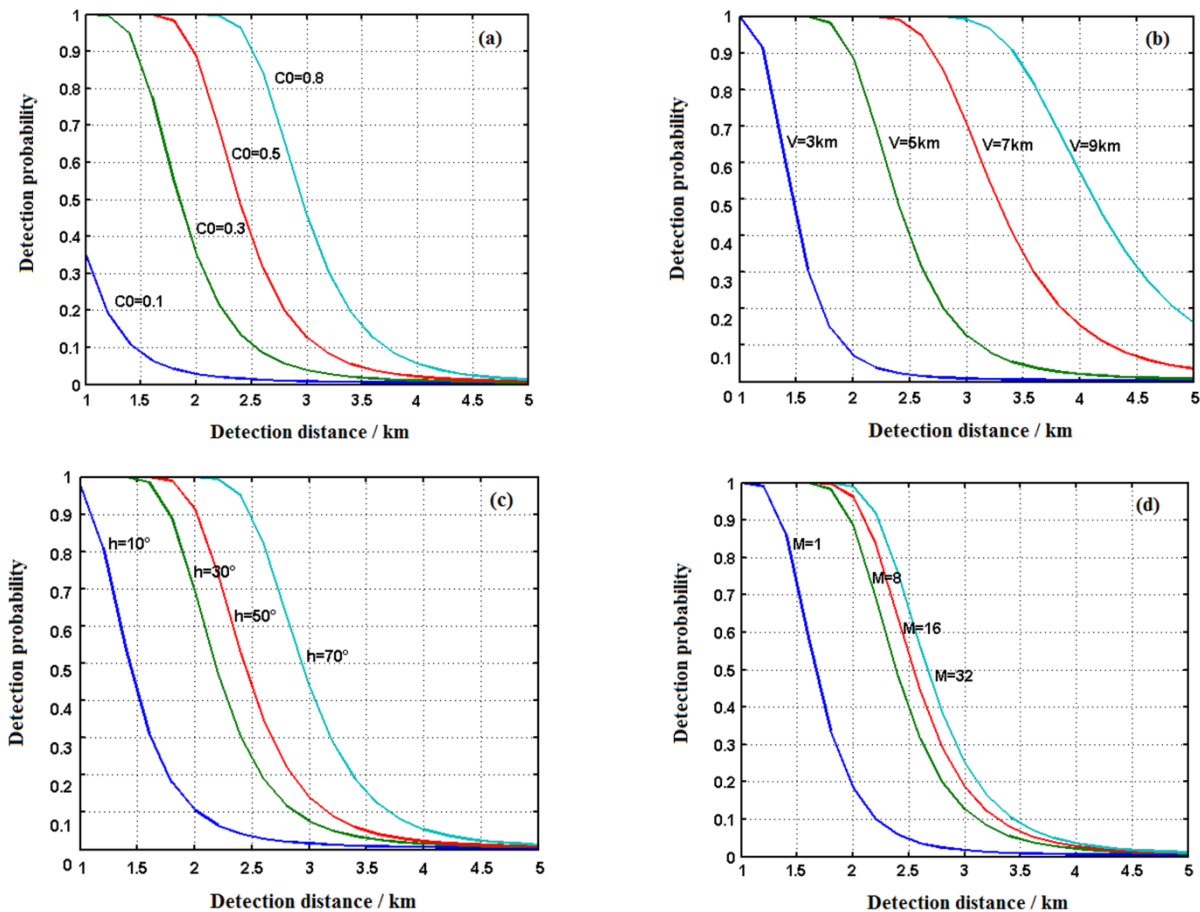 (a)
Detection probability
1
0.9
0.8
0.7
0.6
0.5
0.4
0.3
0.2
0.1
0
C0=0.8
C0=0.5
C0=0.3
C0=0.1
1 1.5 2 2.5 3 3.5 4 4.5 5
Detection distance / km
(b)
Detection probability
1
0.9
0.8
0.7
0.6
0.5
0.4
0.3
0.2
0.1
0
V=3km V=5km V=7km V=9km
1 1.5 2 2.5 3 3.5 4 4.5 5
Detection distance / km
(c)
Detection probability
1
0.9
0.8
0.7
0.6
0.5
0.4
0.3
0.2
0.1
0
h=10°
h=30°
h=50°
h=70°
1 1.5 2 2.5 3 3.5 4 4.5 5
Detection distance / km
(d)
Detection probability
1
0.9
0.8
0.7
0.6
0.5
0.4
0.3
0.2
0.1
0
M=1
M=8
M=16
M=32
1 1.5 2 2.5 3 3.5 4 4.5 5
Detection distance / km